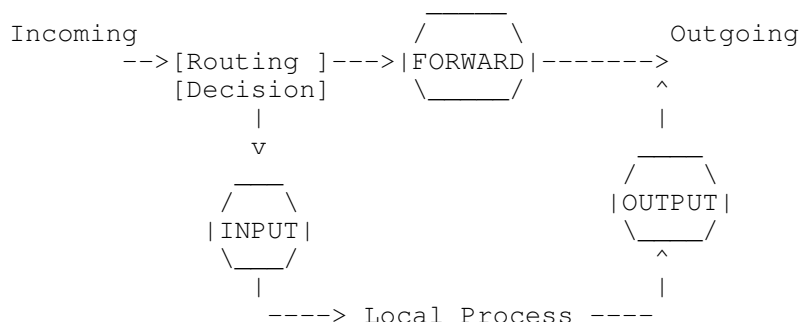 Incoming Outgoing
-->[Routing ]--->|FORWARD|------->
[Decision]
|INPUT| |OUTPUT|
----> Local Process ----